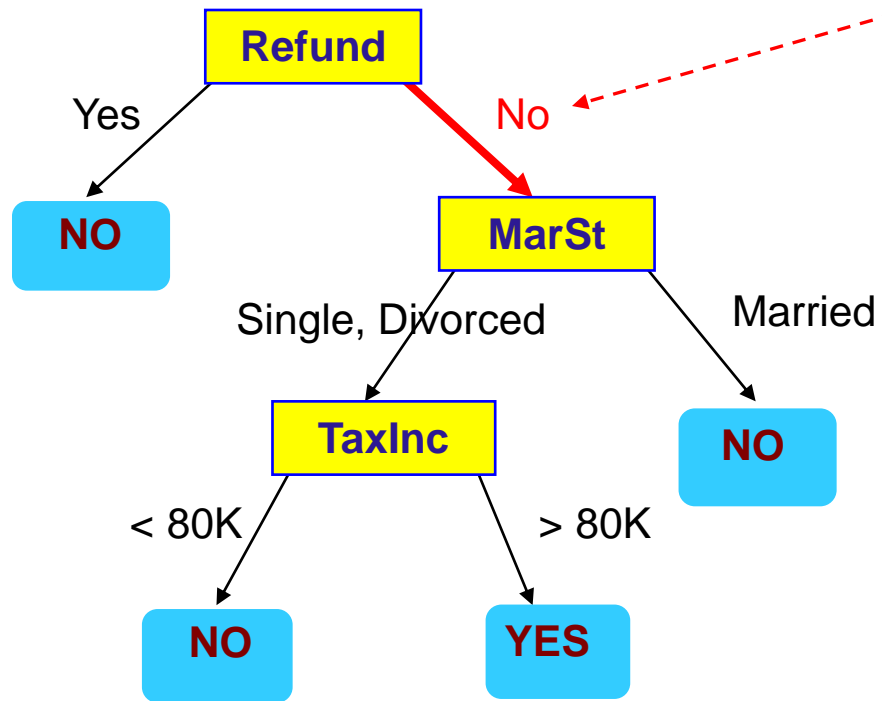 Refund
Yes
No
NO
MarSt
Single, Divorced
Married
TaxInc
NO
< 80K
> 80K
NO
YES